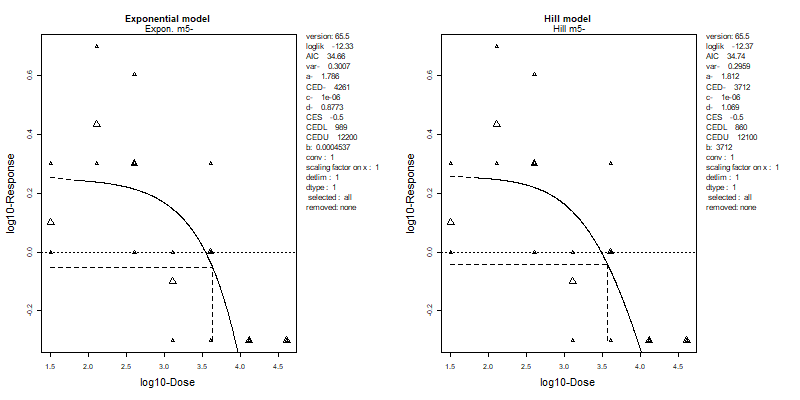 Exponential model
Expon. m5-
version: 65.5
loglik -12.33
AIC 34.66
var- 0.3007
a- 1.786
CED- 4261
c- 1e-06
d- 0.8773
CES -0.5
CEDL 989
CEDU 12200
b: 0.0004537
conv : 1
scaling factor on x : 1
detlim : 1
dtype : 1
selected : all
removed: none
log10-Response
0.6
0.4
0.2
0.0
-0.2
1.5 2.0 2.5 3.0 3.5 4.0 4.5
log10-Dose
Hill model
Hill m5-
version: 65.5
loglik -12.37
AIC 34.74
var- 0.2959
a- 1.812
CED- 3712
c- 1e-06
d- 1.069
CES -0.5
CEDL 860
CEDU 12100
b: 3712
conv : 1
scaling factor on x : 1
detlim : 1
dtype : 1
selected : all
removed: none
log10-Response
0.6
0.4
0.2
0.0
-0.2
1.5 2.0 2.5 3.0 3.5 4.0 4.5
log10-Dose